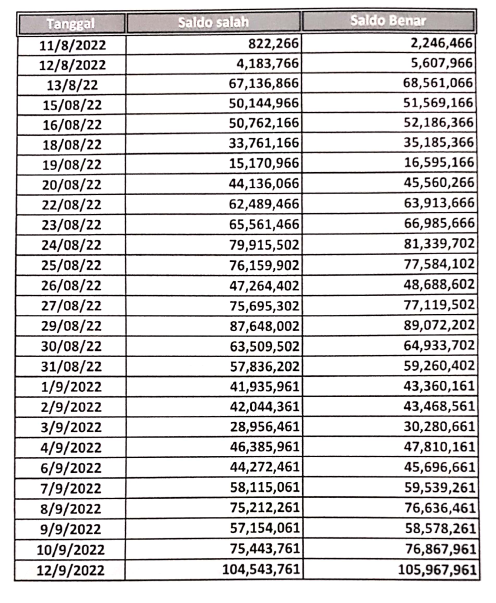 Tanggal Saldo salah Saldo Benar
11/8/2022 822,266 2,246,466
12/8/2022 4,183,766 5,607,966
13/8/22 67,136,866 68,561,066
15/08/22 50,144,966 51,569,166
16/08/22 50,762,166 52,186,366
18/08/22 33,761,166 35,185,366
19/08/22 15,170,966 16,595,166
20/08/22 44,136,066 45,560,266
22/08/22 62,489,466 63,913,666
23/08/22 65,561,466 66,985,666
24/08/22 79,915,502 81,339,702
25/08/22 76,159,902 77,584,102
26/08/22 47,264,402 48,688,602
27/08/22 75,695,302 77,119,502
29/08/22 87,648,002 89,072,202
30/08/22 63,509,502 64,933,702
31/08/22 57,836,202 59,260,402
1/9/2022 41,935,961 43,360,161
2/9/2022 42,044,361 43,468,561
3/9/2022 28,956,461 30,280,661
4/9/2022 46,385,961 47,810,161
6/9/2022 44,272,461 45,696,661
7/9/2022 58,115,061 59,539,261
8/9/2022 75,212,261 76,636,461
9/9/2022 57,154,061 58,578,261
10/9/2022 75,443,761 76,867,961
12/9/2022 104,543,761 105,967,961